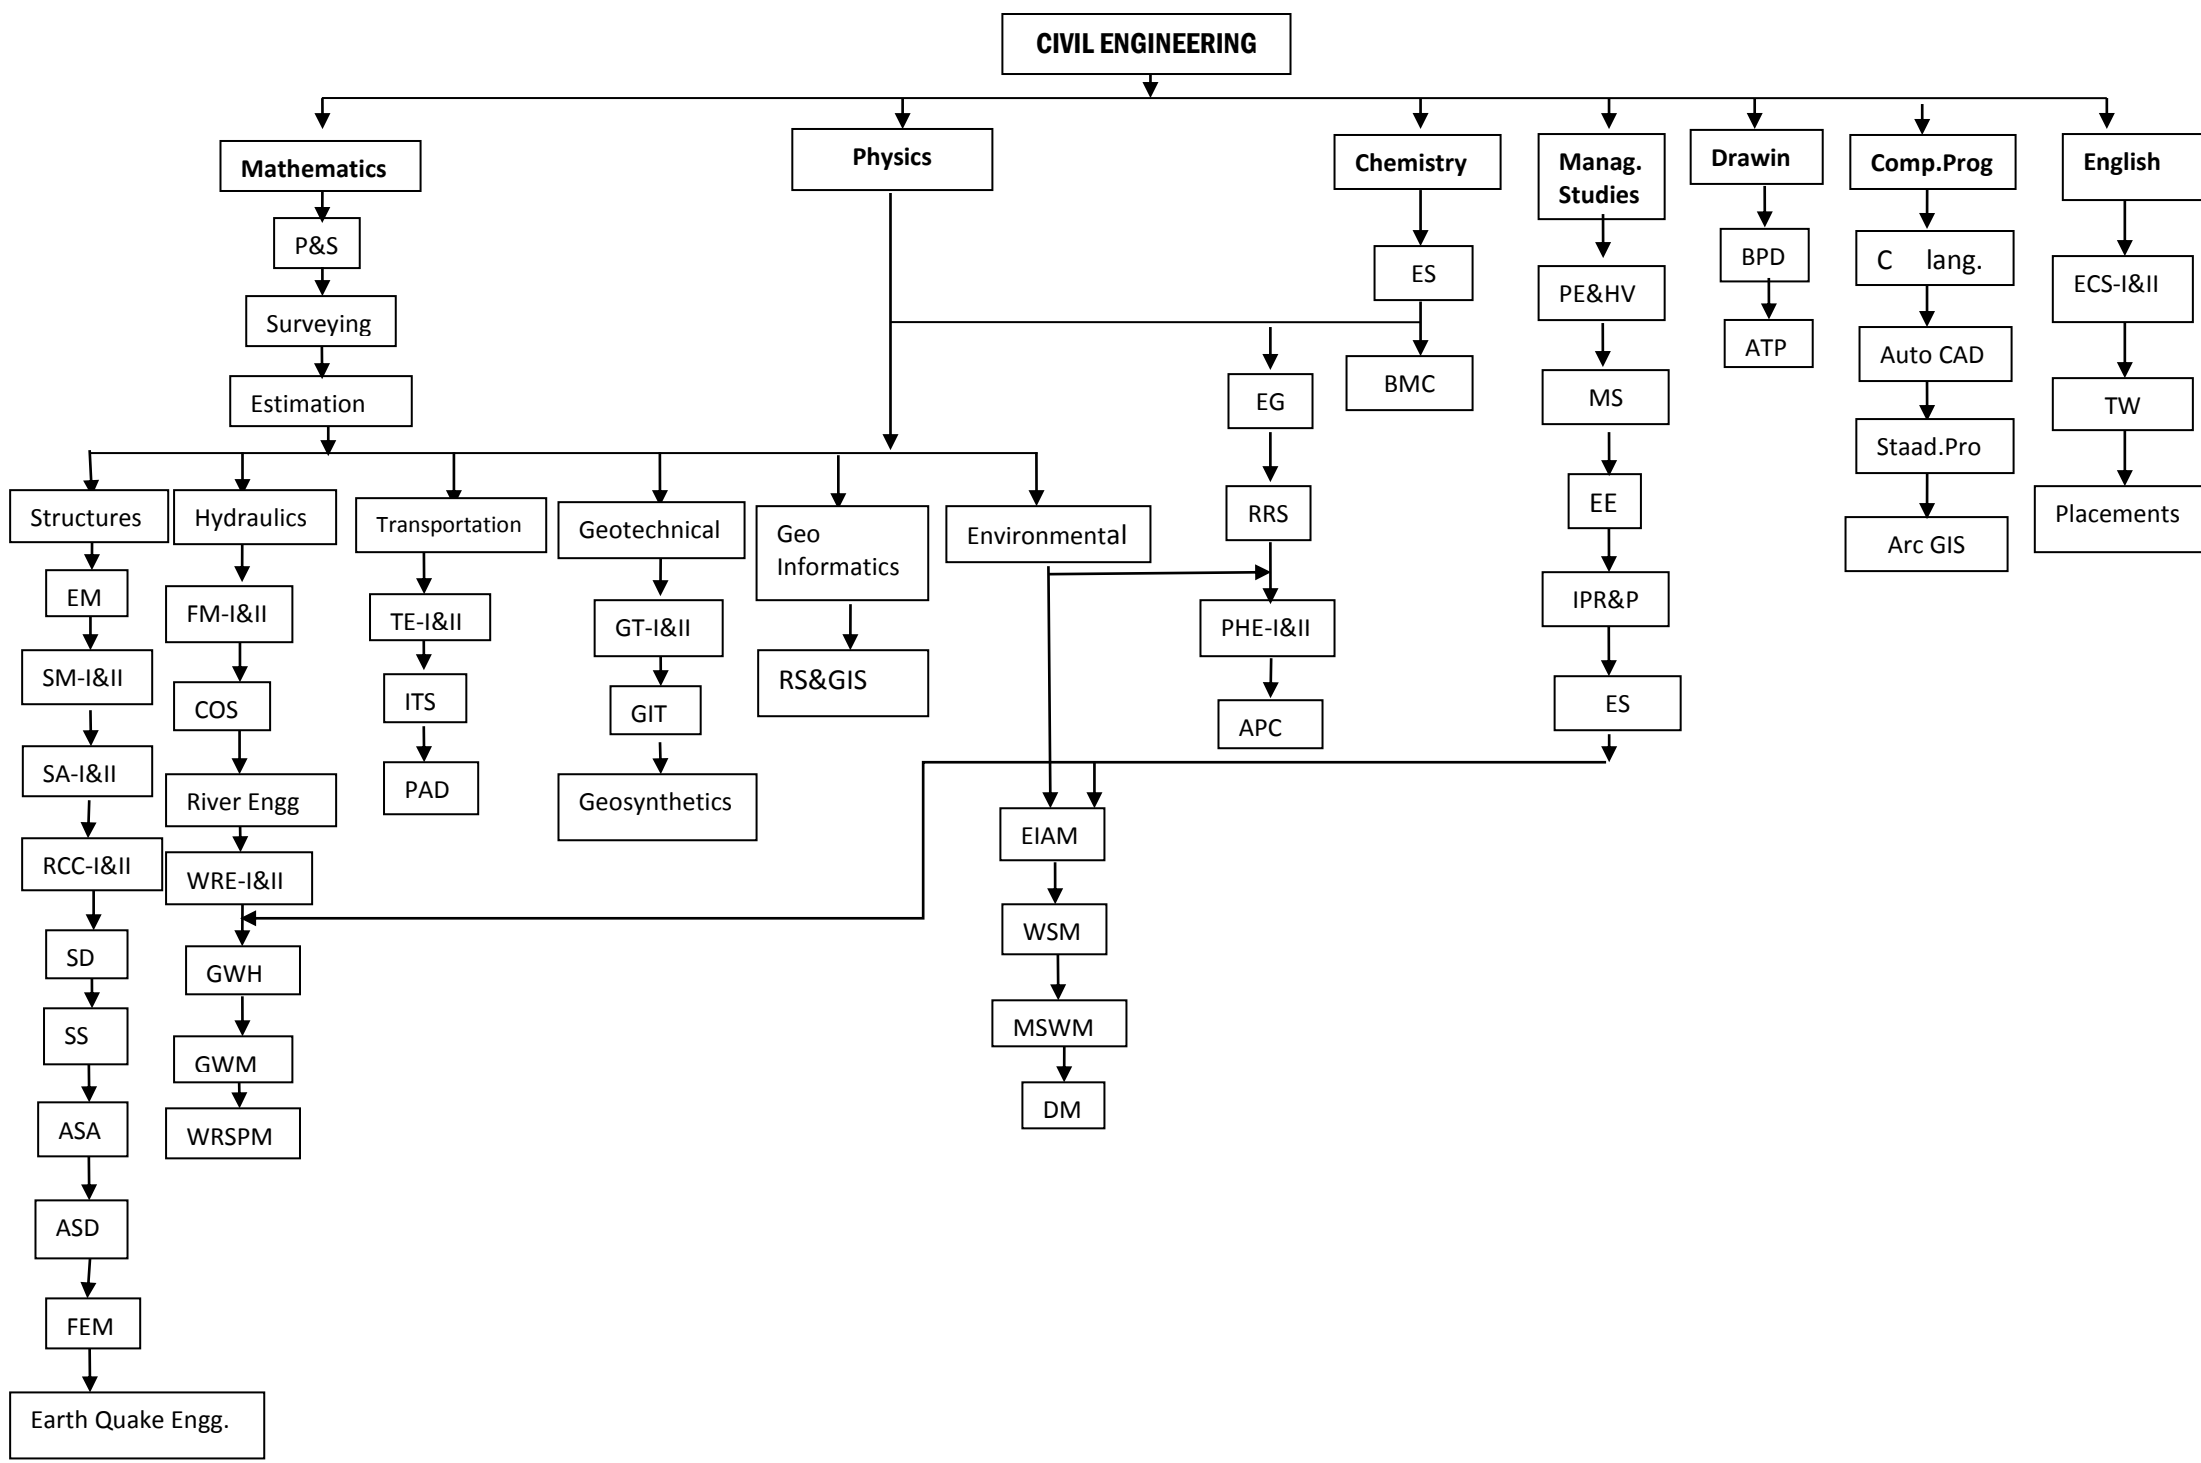 CIVIL ENGINEERING
Mathematics
Physics
Chemistry
Manag.
Studies
Drawin
Comp.Prog
English
P&S
ES
PE&HV
BPD
C lang.
ECS-I&II
Surveying
Estimation
EG
BMC
MS
ATP
Auto CAD
TW
Staad.Pro
Structures
Hydraulics
Transportation
Geotechnical
Geo
Informatics
Environmental
RRS
EE
Arc GIS
Placements
EM
FM-I&II
TE-I&II
GT-I&II
RS&GIS
PHE-I&II
IPR&P
SM-I&II
COS
ITS
GIT
APC
ES
SA-I&II
River Engg
PAD
Geosynthetics
EIAM
RCC-I&II
WRE-I&II
WSM
SD
GWH
MSWM
SS
GWM
DM
ASA
WRSPM
ASD
FEM
Earth Quake Engg.